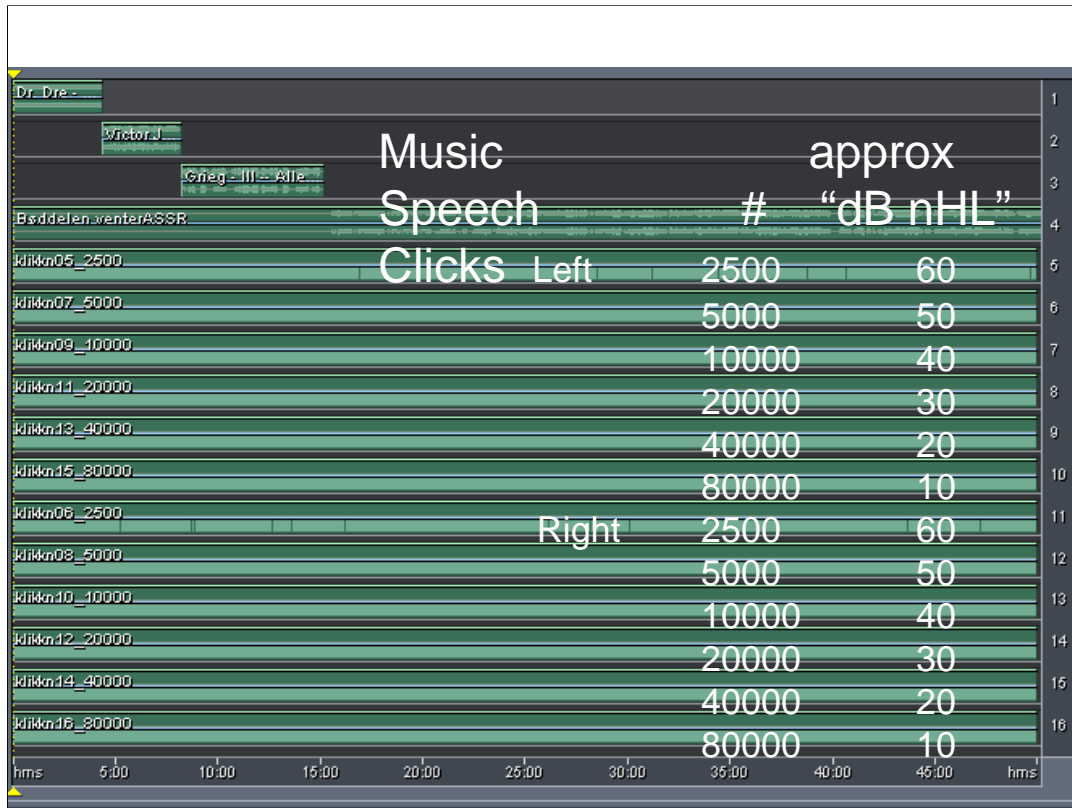 Dr. Dre - ...
1
Victor J...
2
Music approx
Grieg - III -- Alle...
3
Speech # “dB nHL”
Bøddelen venterASSR
4
Clicks Left 2500 60
klikkn05_2500
5
klikkn07_5000
6
5000 50
klikkn09_10000
7
10000 40
klikkn11_20000
8
20000 30
klikkn13_40000
9
40000 20
klikkn15_80000
10
80000 10
klikkn06_2500
11
Right 2500 60
klikkn08_5000
12
5000 50
klikkn10_10000
13
10000 40
klikkn12_20000
14
20000 30
klikkn14_40000
15
40000 20
klikkn16_80000
16
80000 10
hms 5:00 10:00 15:00 20:00 25:00 30:00 35:00 40:00 45:00 hms